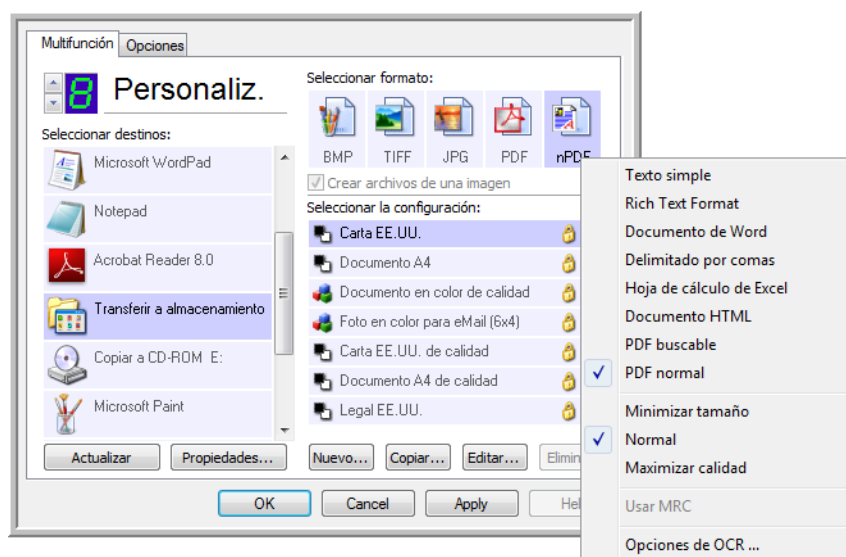 Multifunción
Opciones
8
Personaliz.
Seleccionar destinos:
Microsoft WordPad
Notepad
Acrobat Reader 8.0
Transferir a almacenamiento
Copiar a CD-ROM E:
Microsoft Paint
Actualizar
Propiedades...
Seleccionar formato:
BMP
TIFF
JPG
PDF
nPDF
Crear archivos de una imagen
Seleccionar la configuración:
Carta EE.UU.
Documento A4
Documento en color de calidad
Foto en color para eMail (6x4)
Carta EE.UU. de calidad
Documento A4 de calidad
Legal EE.UU.
Nuevo...
Copiar...
Editar...
Elimin
OK
Cancel
Apply
Hel
Texto simple
Rich Text Format
Documento de Word
Delimitado por comas
Hoja de cálculo de Excel
Documento HTML
PDF buscable
PDF normal
Minimizar tamaño
Normal
Maximizar calidad
Usar MRC
Opciones de OCR ...